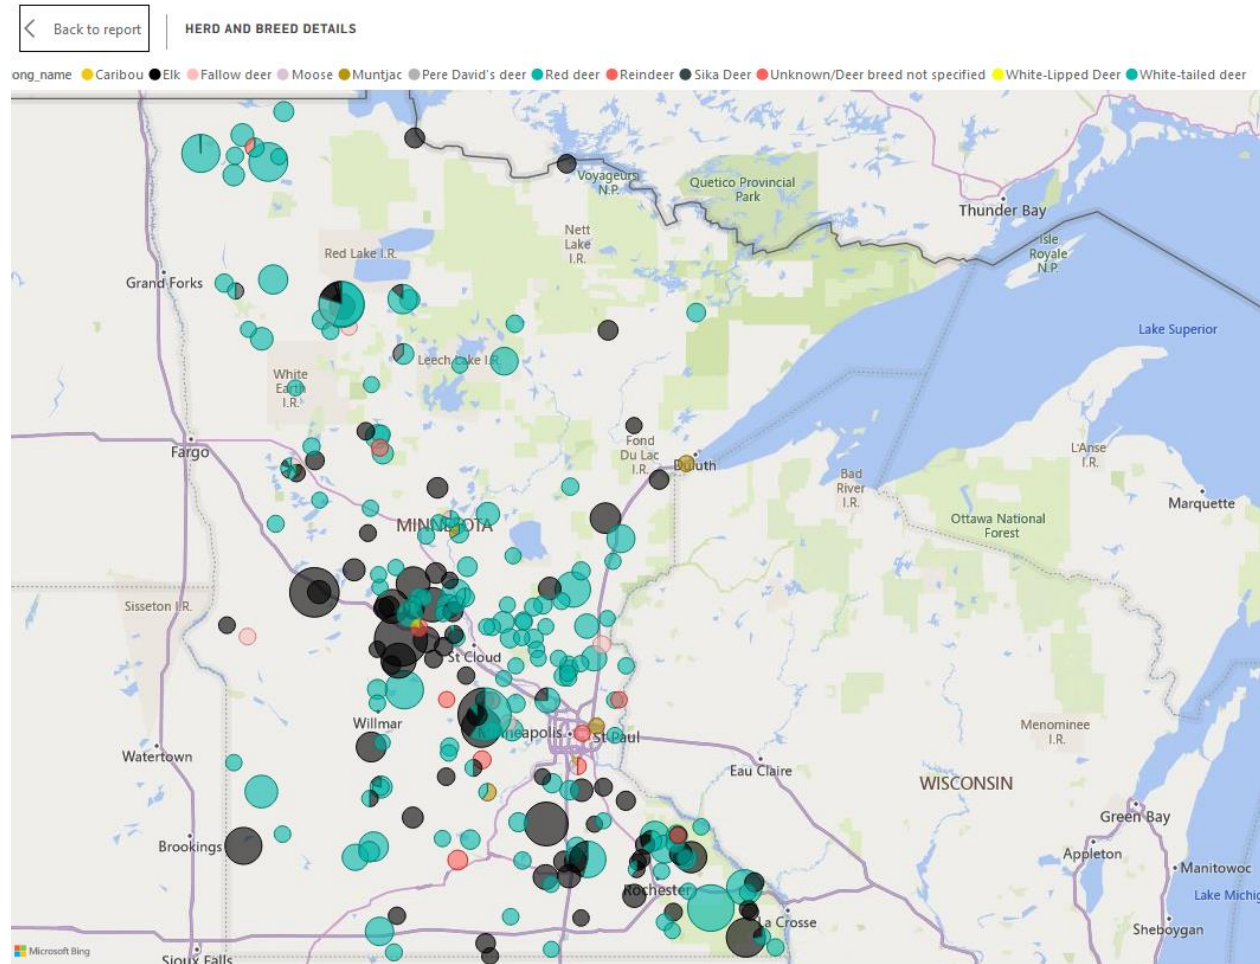 Back to report
HERD AND BREED DETAILS
ong_name Caribou Elk Fallow deer Moose Muntjac Pere David's deer Red deer Reindeer Sika Deer Unknown/Deer breed not specified White-Lipped Deer White-tailed deer
Voyageurs
N.P.
Quetico Provincial
Park
Thunder Bay
Isle
Royale
N.P.
Nett
Lake
I.R.
Red Lake I.R.
Grand Forks
Lake Superior
Leech Lake I.R.
White
Earth
I.R.
Fargo
Fond
Du Lac
I.R.
Duluth
L'Anse
I.R.
Bad
River
I.R.
Marquette
Ottawa National
Forest
MINNESOTA
Sisseton I.R.
St Cloud
Willmar
Minneapolis
St Paul
Menominee
I.R.
Watertown
Eau Claire
WISCONSIN
Green Bay
Brookings
Appleton
Manitowoc
Rochester
Lake Michig
La Crosse
Sheboygan
Microsoft Bing
Sioux Falls